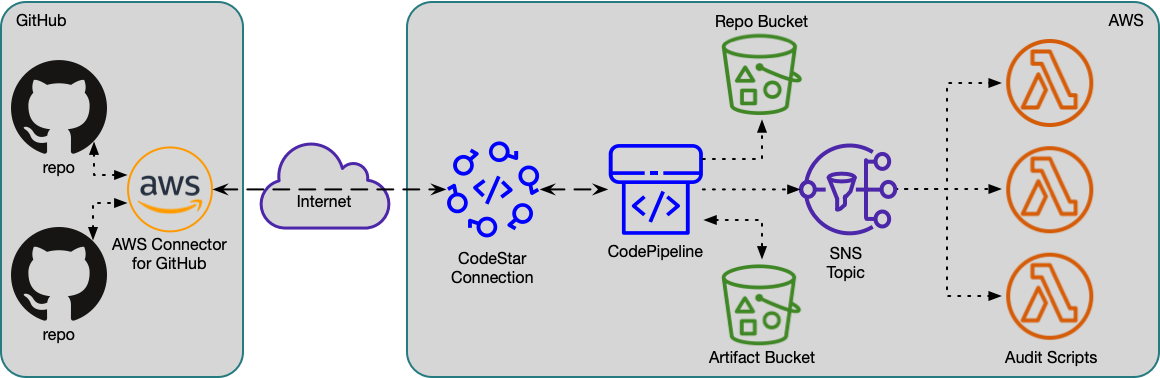 GitHub
repo
aws
AWS Connector
for GitHub
repo
Internet
AWS
Repo Bucket
CodeStar
Connection
CodePipeline
SNS
Topic
Artifact Bucket
Audit Scripts